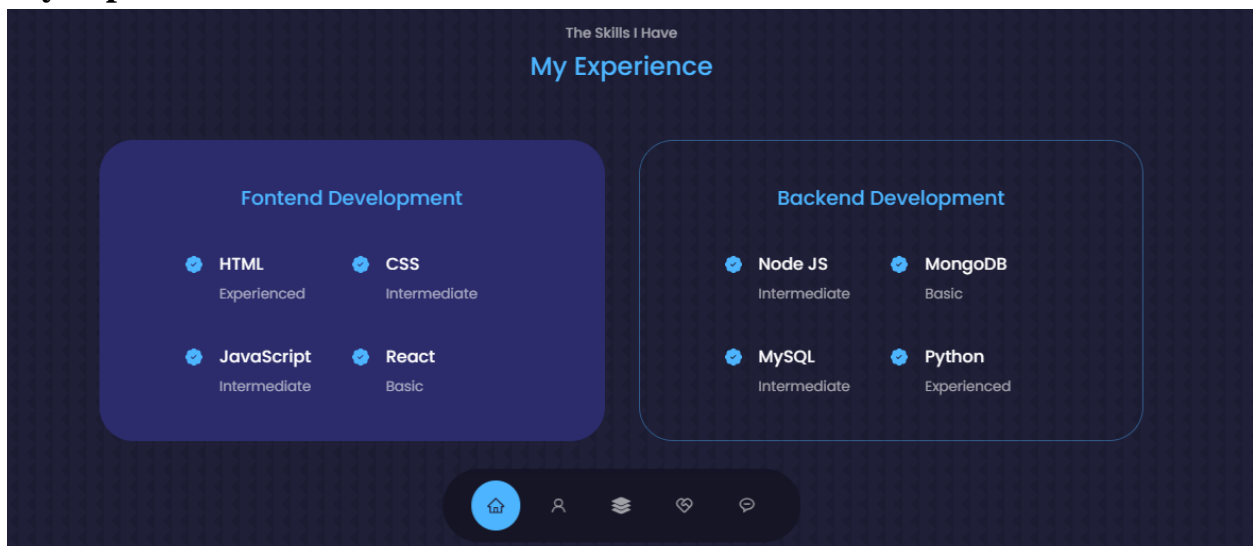 The Skills I Have
My Experience
Fontend Development
HTML
Experienced
CSS
Intermediate
JavaScript
Intermediate
React
Basic
Backend Development
Node JS
Intermediate
MongoDB
Basic
MySQL
Intermediate
Python
Experienced